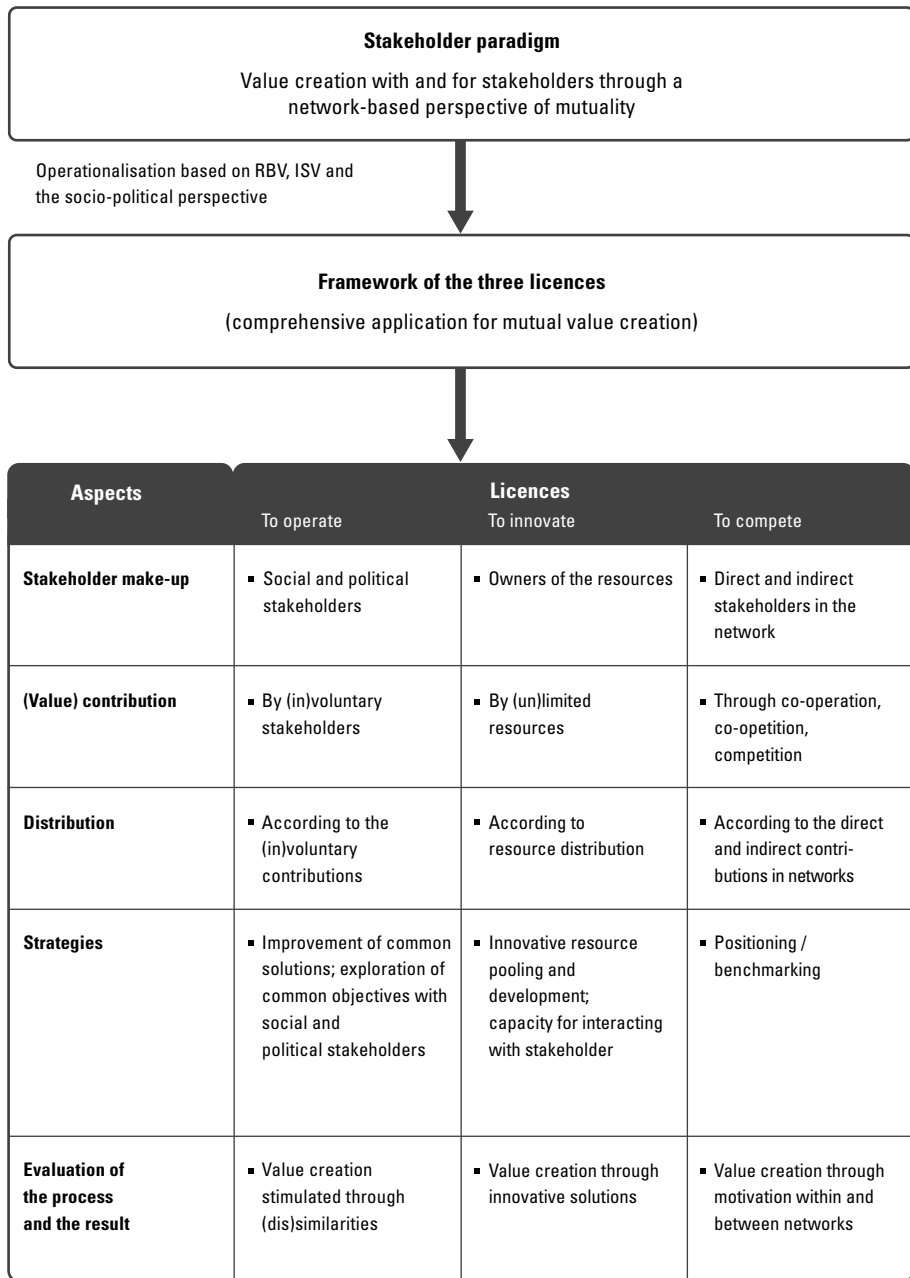 Stakeholder paradigm
Value creation with and for stakeholders through a
network-based perspective of mutuality
Operationalisation based on RBV, ISV and
the socio-political perspective
Framework of the three licences
(comprehensive application for mutual value creation)
Aspects
Licences
To operate
To innovate
To compete
Stakeholder make-up
▪ Social and political
stakeholders
▪ Owners of the resources
▪ Direct and indirect
stakeholders in the
network
(Value) contribution
▪ By (in)voluntary
stakeholders
▪ By (un)limited
resources
▪ Through co-operation,
co-opetition,
competition
Distribution
▪ According to the
(in)voluntary
contributions
▪ According to
resource distribution
▪ According to the direct
and indirect contri-
butions in networks
Strategies
▪ Improvement of common
solutions; exploration of
common objectives with
social and
political stakeholders
▪ Innovative resource
pooling and
development;
capacity for interacting
with stakeholder
▪ Positioning /
benchmarking
Evaluation of
the process
and the result
▪ Value creation
stimulated through
(dis)similarities
▪ Value creation through
innovative solutions
▪ Value creation through
motivation within and
between networks